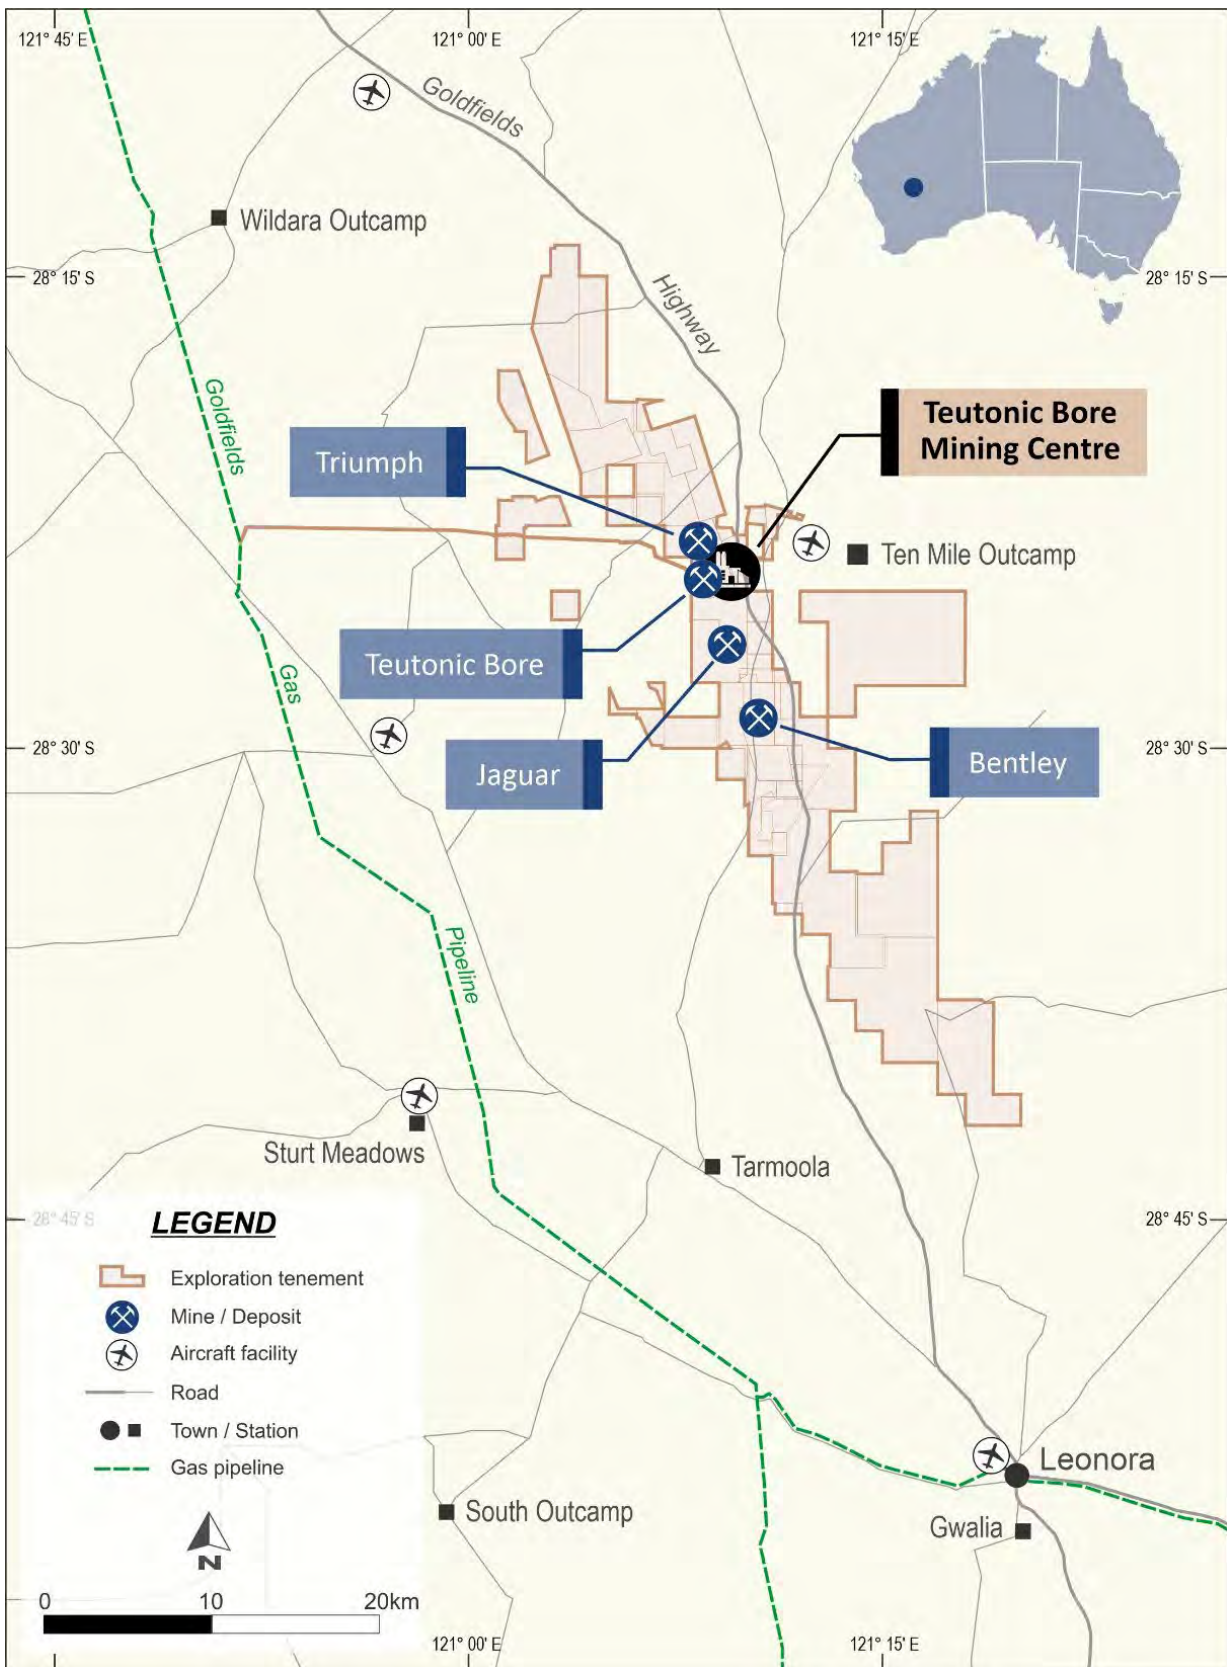 121° 45' E
121° 00' E
121° 15' E
Goldfields
Wildara Outcamp
28° 15' S
28° 15' S
Highway
Goldfields
Teutonic Bore
Mining Centre
Triumph
Ten Mile Outcamp
Teutonic Bore
Gas
28° 30' S
28° 30' S
Jaguar
Bentley
Pipeline
Sturt Meadows
Tarmoola
28° 45' S
28° 45' S
LEGEND
Exploration tenement
Mine / Deposit
Aircraft facility
Road
Town / Station
Gas pipeline
N
0 10 20km
Leonora
South Outcamp
Gwalia
121° 00' E
121° 15' E